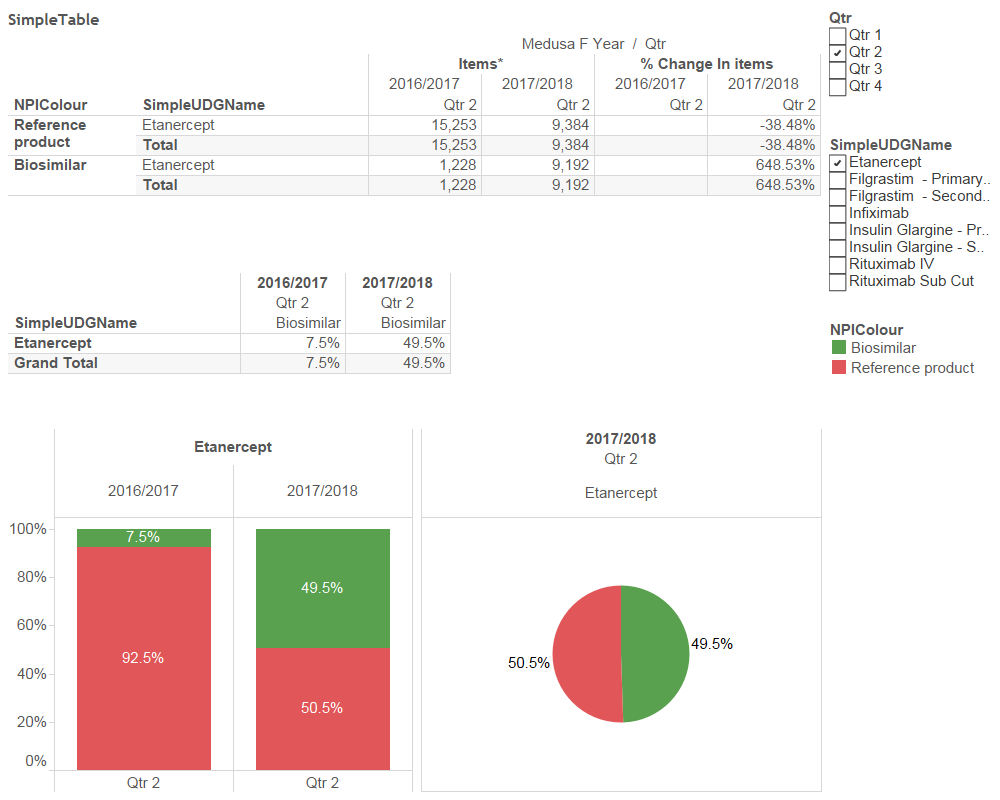 SimpleTable
Medusa F Year / Qtr
Items* % Change In items
2016/2017 2017/2018 2016/2017 2017/2018
NPIColour SimpleUDGName Qtr 2 Qtr 2 Qtr 2 Qtr 2
Reference product Etanercept 15,253 9,384 -38.48%
Total 15,253 9,384 -38.48%
Biosimilar Etanercept 1,228 9,192 648.53%
Total 1,228 9,192 648.53%
Qtr
Qtr 1
Qtr 2
Qtr 3
Qtr 4
SimpleUDGName
Etanercept
Filgrastim - Primary..
Filgrastim - Second..
Infiximab
Insulin Glargine - Pr..
Insulin Glargine - S..
Rituximab IV
Rituximab Sub Cut
NPIColour
Biosimilar
Reference product
2016/2017 2017/2018
Qtr 2 Qtr 2
SimpleUDGName Biosimilar Biosimilar
Etanercept 7.5% 49.5%
Grand Total 7.5% 49.5%
Etanercept
2016/2017 2017/2018
100%
80%
60%
40%
20%
0%
7.5%
92.5%
49.5%
50.5%
Qtr 2 Qtr 2
2017/2018
Qtr 2
Etanercept
49.5%
50.5%